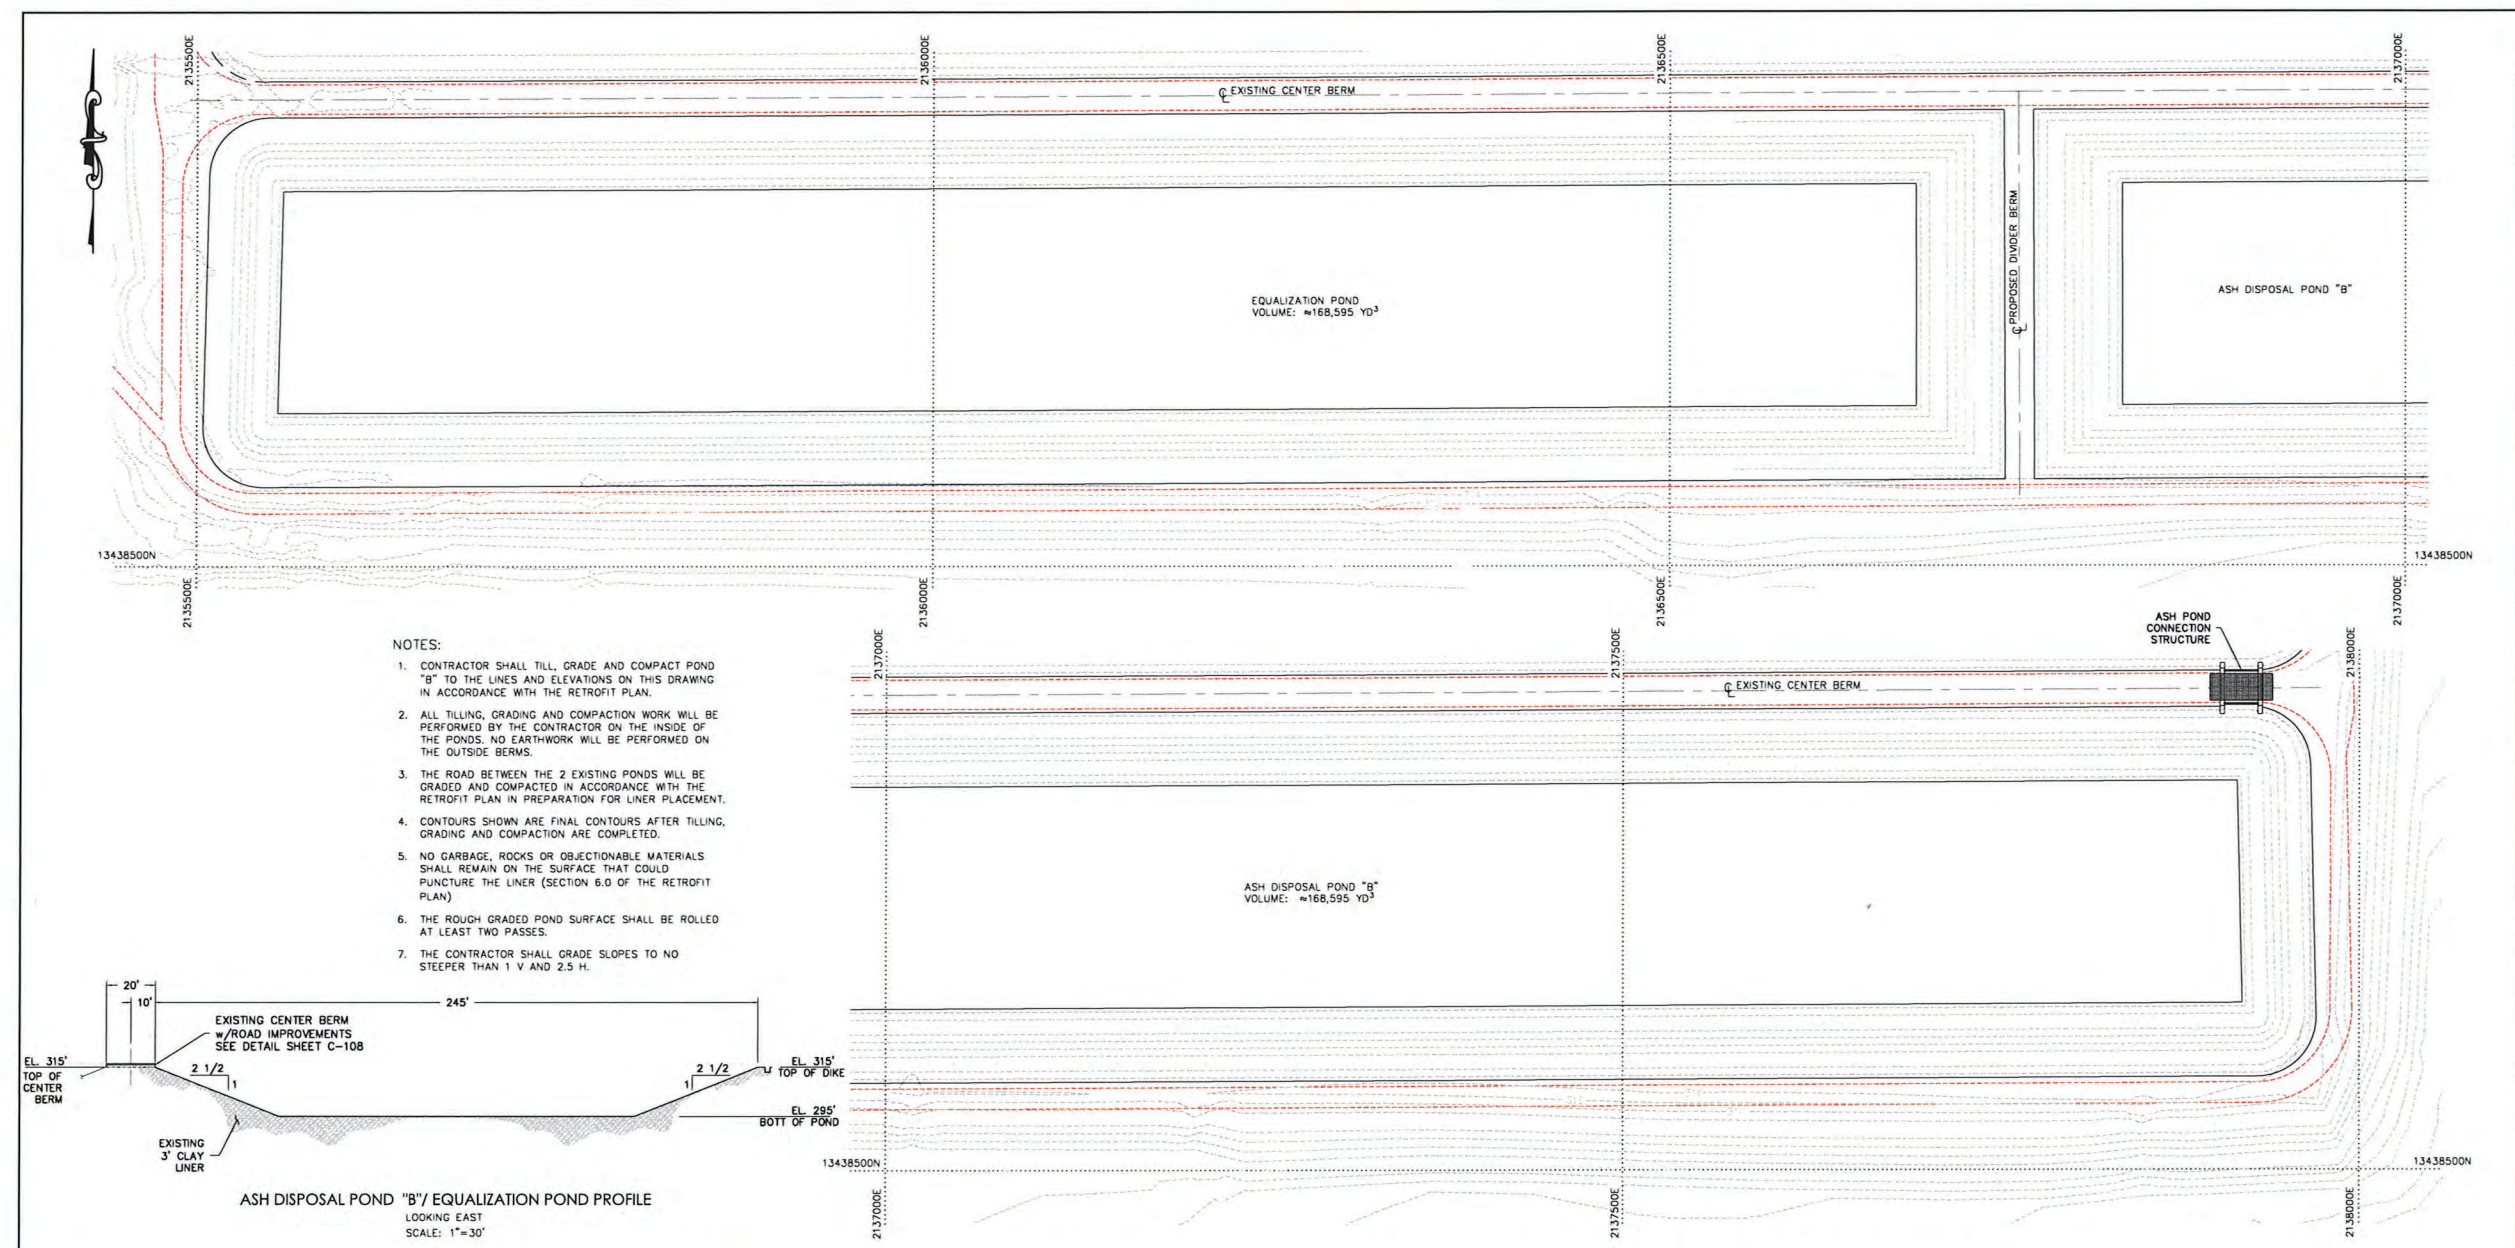 2135500E
2136000E
2136500E
2137000E
℄ EXISTING CENTER BERM
℄ PROPOSED DIVIDER BERM
EQUALIZATION POND
VOLUME: ≈168,595 YD³
ASH DISPOSAL POND "B"
13438500N
13438500N
2135500E
2136000E
2136500E
2137000E
NOTES:
1. CONTRACTOR SHALL TILL, GRADE AND COMPACT POND
"B" TO THE LINES AND ELEVATIONS ON THIS DRAWING
IN ACCORDANCE WITH THE RETROFIT PLAN.
2. ALL TILLING, GRADING AND COMPACTION WORK WILL BE
PERFORMED BY THE CONTRACTOR ON THE INSIDE OF
THE PONDS. NO EARTHWORK WILL BE PERFORMED ON
THE OUTSIDE BERMS.
3. THE ROAD BETWEEN THE 2 EXISTING PONDS WILL BE
GRADED AND COMPACTED IN ACCORDANCE WITH THE
RETROFIT PLAN IN PREPARATION FOR LINER PLACEMENT.
4. CONTOURS SHOWN ARE FINAL CONTOURS AFTER TILLING,
GRADING AND COMPACTION ARE COMPLETED.
5. NO GARBAGE, ROCKS OR OBJECTIONABLE MATERIALS
SHALL REMAIN ON THE SURFACE THAT COULD
PUNCTURE THE LINER (SECTION 6.0 OF THE RETROFIT
PLAN)
6. THE ROUGH GRADED POND SURFACE SHALL BE ROLLED
AT LEAST TWO PASSES.
7. THE CONTRACTOR SHALL GRADE SLOPES TO NO
STEEPER THAN 1 V AND 2.5 H.
2137000E
2137500E
2138000E
ASH POND
CONNECTION
STRUCTURE
℄ EXISTING CENTER BERM
ASH DISPOSAL POND "B"
VOLUME: ≈168,595 YD³
13438500N
13438500N
2137000E
2137500E
2138000E
20'
10'
245'
EXISTING CENTER BERM
w/ROAD IMPROVEMENTS
SEE DETAIL SHEET C-108
EL. 315'
TOP OF
CENTER
BERM
2 1/2
1
2 1/2
1
EL. 315'
TOP OF DIKE
EL. 295'
BOTT OF POND
EXISTING
3' CLAY
LINER
ASH DISPOSAL POND "B"/ EQUALIZATION POND PROFILE
LOOKING EAST
SCALE: 1"=30'